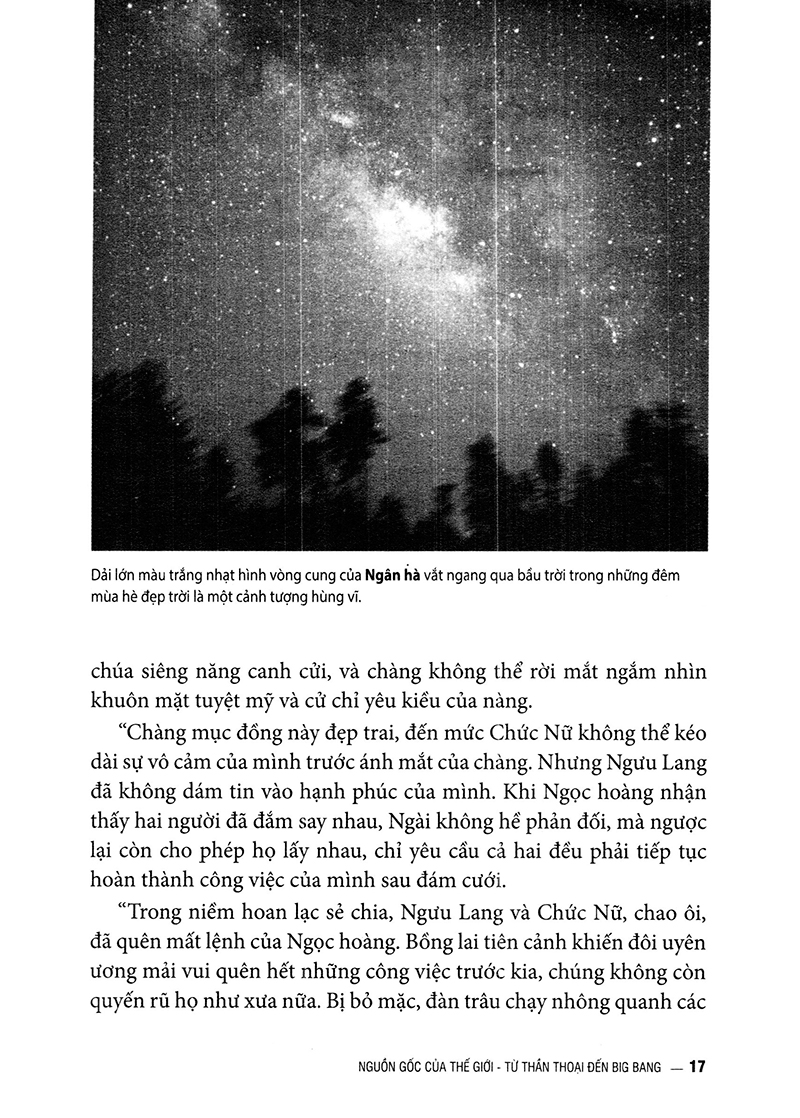 Dải lớn màu trắng nhạt hình vòng cung của Ngân hà vắt ngang qua bầu trời trong những đêm
mùa hè đẹp trời là một cảnh tượng hùng vĩ.
chúa siêng năng canh cửi, và chàng không thể rời mắt ngắm nhìn
khuôn mặt tuyệt mỹ và cử chỉ yêu kiều của nàng.
“Chàng mục đồng này đẹp trai, đến mức Chức Nữ không thể kéo
dài sự vô cảm của mình trước ánh mắt của chàng. Nhưng Ngưu Lang
đã không dám tin vào hạnh phúc của mình. Khi Ngọc hoàng nhận
thấy hai người đã đắm say nhau, Ngài không hề phản đối, mà ngược
lại còn cho phép họ lấy nhau, chỉ yêu cầu cả hai đều phải tiếp tục
hoàn thành công việc của mình sau đám cưới.
“Trong niềm hoan lạc sẻ chia, Ngưu Lang và Chức Nữ, chao ôi,
đã quên mất lệnh của Ngọc hoàng. Bồng lai tiên cảnh khiến đôi uyên
ương mải vui quên hết những công việc trước kia, chúng không còn
quyến rũ họ như xưa nữa. Bị bỏ mặc, đàn trâu chạy nhông quanh các
NGUỒN GỐC CỦA THẾ GIỚI - TỪ THẦN THOẠI ĐẾN BIG BANG — 17